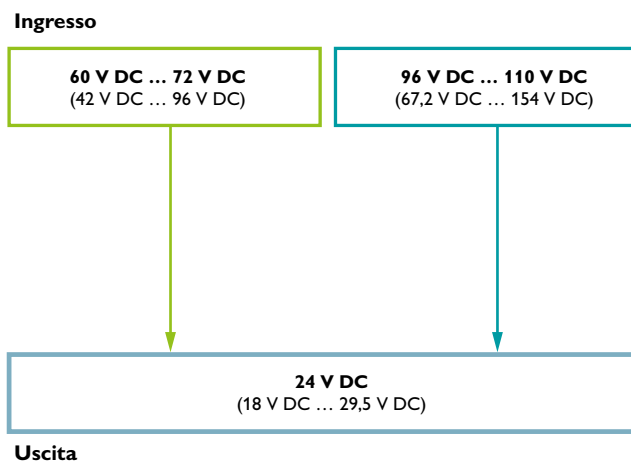 Ingresso
60 V DC … 72 V DC
(42 V DC … 96 V DC)
96 V DC … 110 V DC
(67,2 V DC … 154 V DC)
24 V DC
(18 V DC … 29,5 V DC)
Uscita